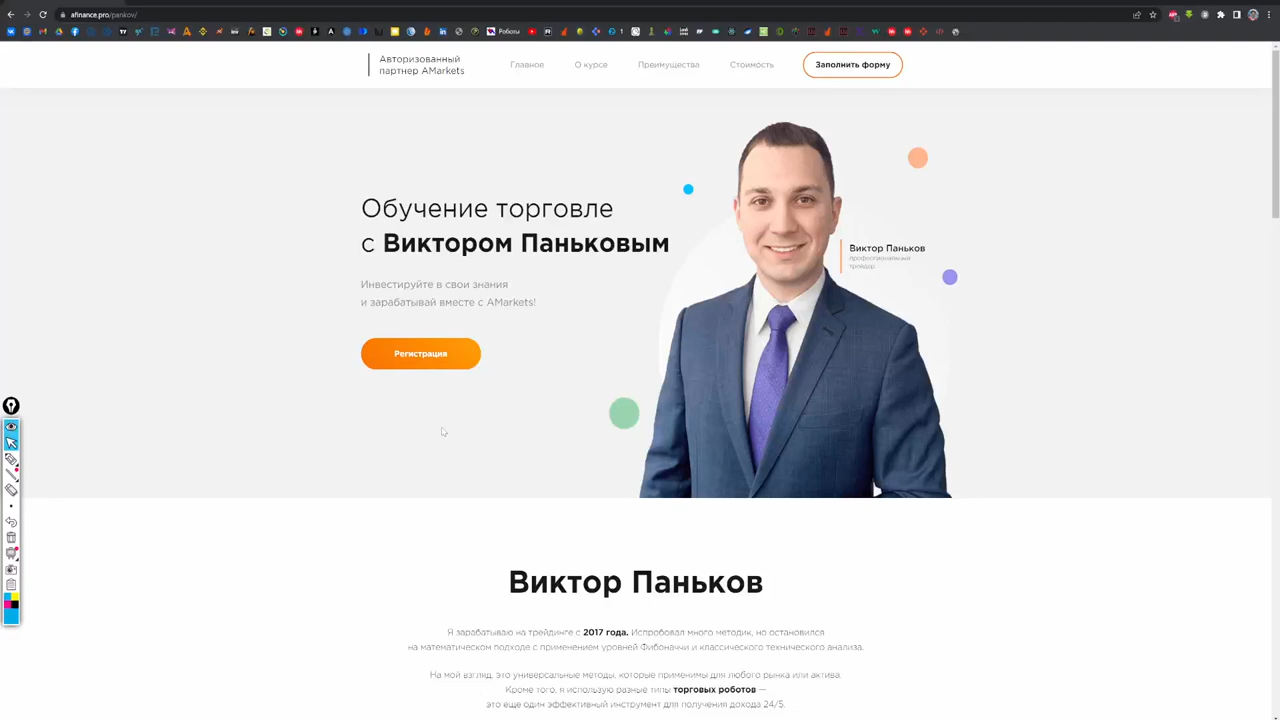 afinance.pro/pankov/
Роботы
Авторизованный
партнер AMarkets
Главное
О курсе
Преимущества
Стоимость
Заполнить форму
Обучение торговле
с Виктором Паньковым
Инвестируйте в свои знания
и зарабатывай вместе с AMarkets!
Регистрация
Виктор Паньков
профессиональный
трейдер
Виктор Паньков
Я зарабатываю на трейдинге с 2017 года. Испробовал много методик, но остановился
на математическом подходе с применением уровней Фибоначчи и классического технического анализа.
На мой взгляд, это универсальные методы, которые применимы для любого рынка или актива.
Кроме того, я использую разные типы торговых роботов —
это еще один эффективный инструмент для получения дохода 24/5.